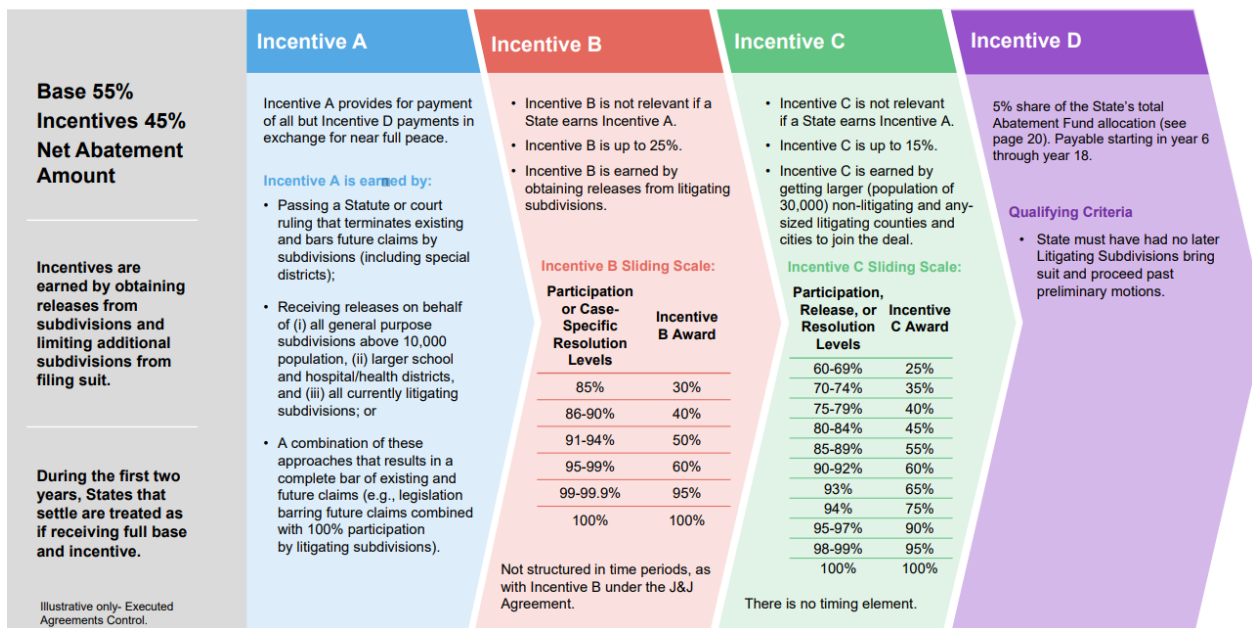 Base 55%
Incentives 45%
Net Abatement
Amount
Incentives are
earned by obtaining
releases from
subdivisions and
limiting additional
subdivisions from
filing suit.
During the first two
years, States that
settle are treated as
if receiving full base
and incentive.
Illustrative only- Executed
Agreements Control.
Incentive A
Incentive A provides for payment
of all but Incentive D payments in
exchange for near full peace.
Incentive A is earned by:
• Passing a Statute or court
ruling that terminates existing
and bars future claims by
subdivisions (including special
districts);
• Receiving releases on behalf
of (i) all general purpose
subdivisions above 10,000
population, (ii) larger school
and hospital/health districts,
and (iii) all currently litigating
subdivisions; or
• A combination of these
approaches that results in a
complete bar of existing and
future claims (e.g., legislation
barring future claims combined
with 100% participation
by litigating subdivisions).
Incentive B
• Incentive B is not relevant if a
State earns Incentive A.
• Incentive B is up to 25%.
• Incentive B is earned by
obtaining releases from litigating
subdivisions.
Incentive B Sliding Scale:
Participation
or Case-
Specific
Resolution
Levels
Incentive
B Award
85% 30%
86-90% 40%
91-94% 50%
95-99% 60%
99-99.9% 95%
100% 100%
Not structured in time periods, as
with Incentive B under the J&J
Agreement.
Incentive C
• Incentive C is not relevant
if a State earns Incentive A.
• Incentive C is up to 15%.
• Incentive C is earned by
getting larger (population of
30,000) non-litigating and any-
sized litigating counties and
cities to join the deal.
Incentive C Sliding Scale:
Participation,
Release, or
Resolution
Levels
Incentive
C Award
60-69% 25%
70-74% 35%
75-79% 40%
80-84% 45%
85-89% 55%
90-92% 60%
93% 65%
94% 75%
95-97% 90%
98-99% 95%
100% 100%
There is no timing element.
Incentive D
5% share of the State's total
Abatement Fund allocation (see
page 20). Payable starting in year 6
through year 18.
Qualifying Criteria
• State must have had no later
Litigating Subdivisions bring
suit and proceed past
preliminary motions.